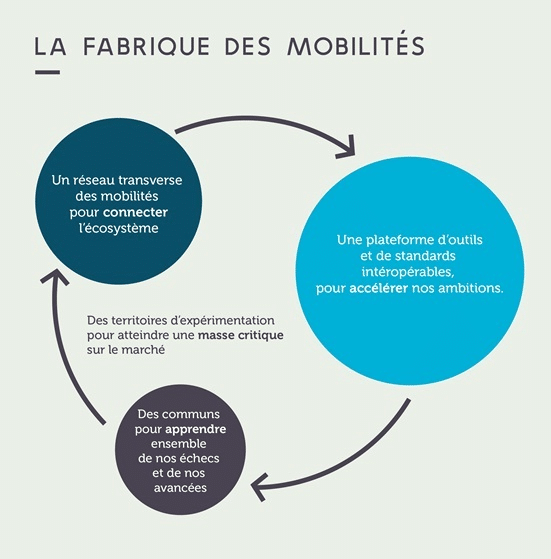 LA FABRIQUE DES MOBILITÉS
Un réseau transverse
des mobilités
pour connecter
l'écosystème
Une plateforme d'outils
et de standards
intéropérables,
pour accélérer nos ambitions.
Des territoires d'expérimentation
pour atteindre une masse critique
sur le marché
Des communs
pour apprendre
ensemble
de nos échecs
et de nos
avancées